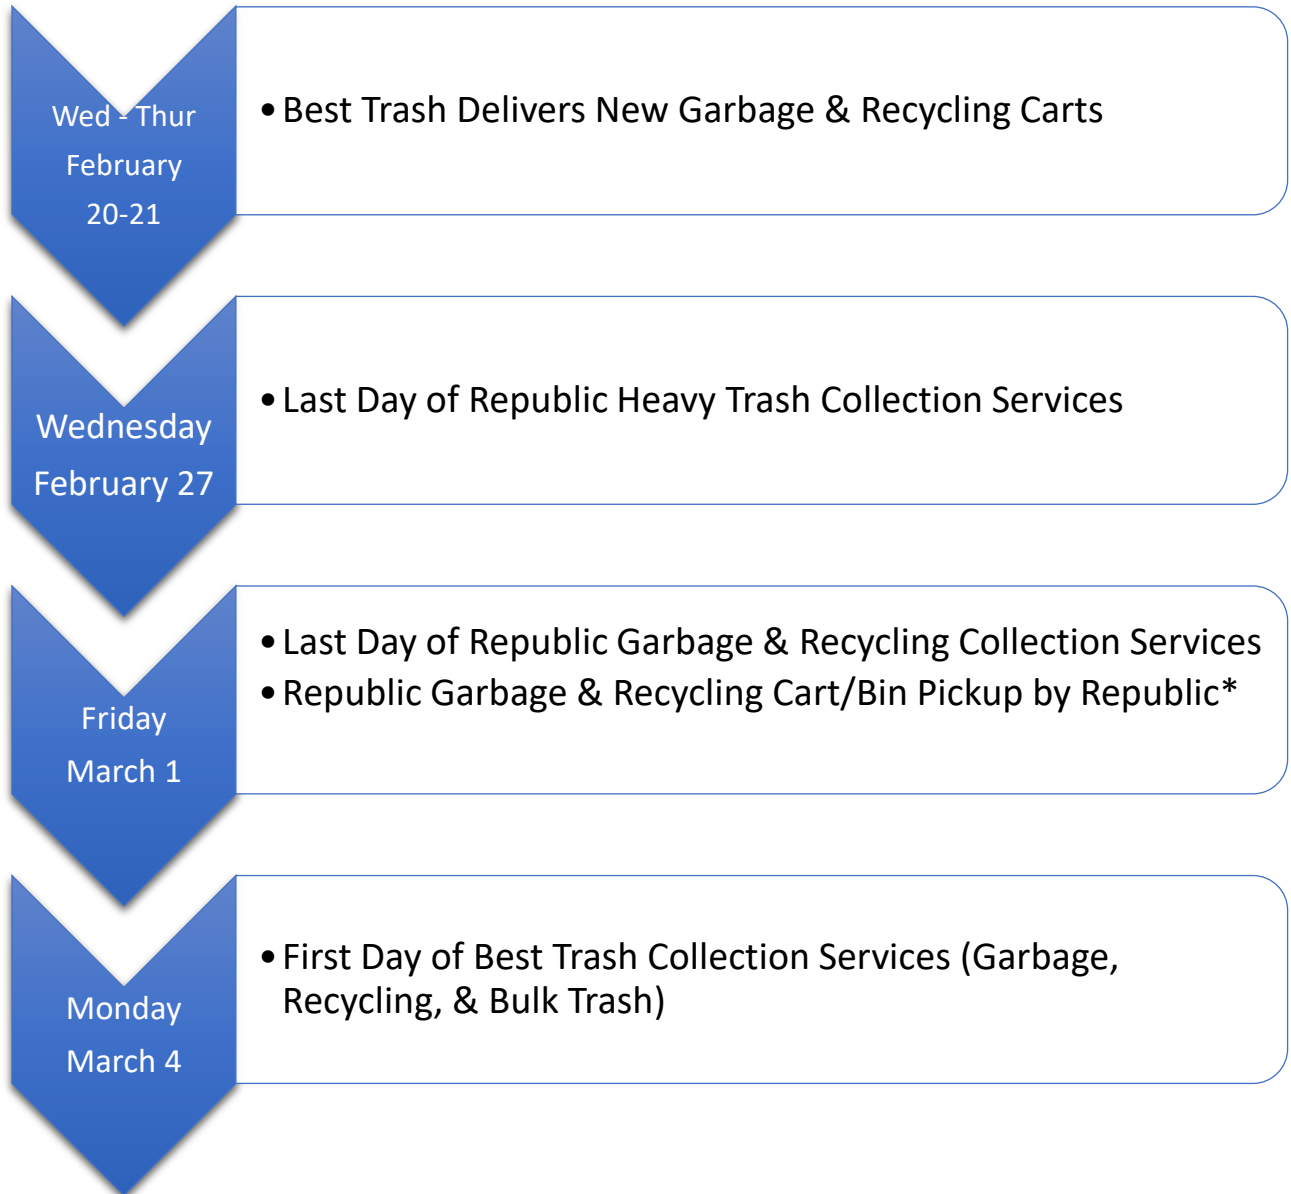 Wed - Thur
February
20-21
• Best Trash Delivers New Garbage & Recycling Carts
Wednesday
February 27
• Last Day of Republic Heavy Trash Collection Services
Friday
March 1
• Last Day of Republic Garbage & Recycling Collection Services
• Republic Garbage & Recycling Cart/Bin Pickup by Republic*
Monday
March 4
• First Day of Best Trash Collection Services (Garbage,
Recycling, & Bulk Trash)